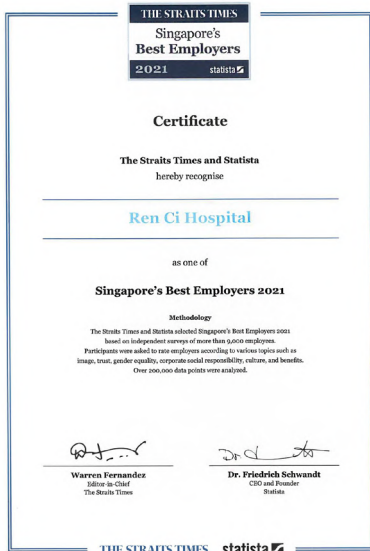 THE STRAITS TIMES
Singapore's
Best Employers
2021 statista
Certificate
The Straits Times and Statista
hereby recognise
Ren Ci Hospital
as one of
Singapore's Best Employers 2021
Methodology
The Straits Times and Statista selected Singapore's Best Employers 2021
based on independent surveys of more than 9,000 employees.
Participants were asked to rate employers according to various topics such as
image, trust, gender equality, corporate social responsibility, culture, and benefits.
Over 200,000 data points were analyzed.
Warren Fernandez
Editor-in-Chief
The Straits Times
Dr. Friedrich Schwandt
CEO and Founder
Statista
THE STRAITS TIMES statista